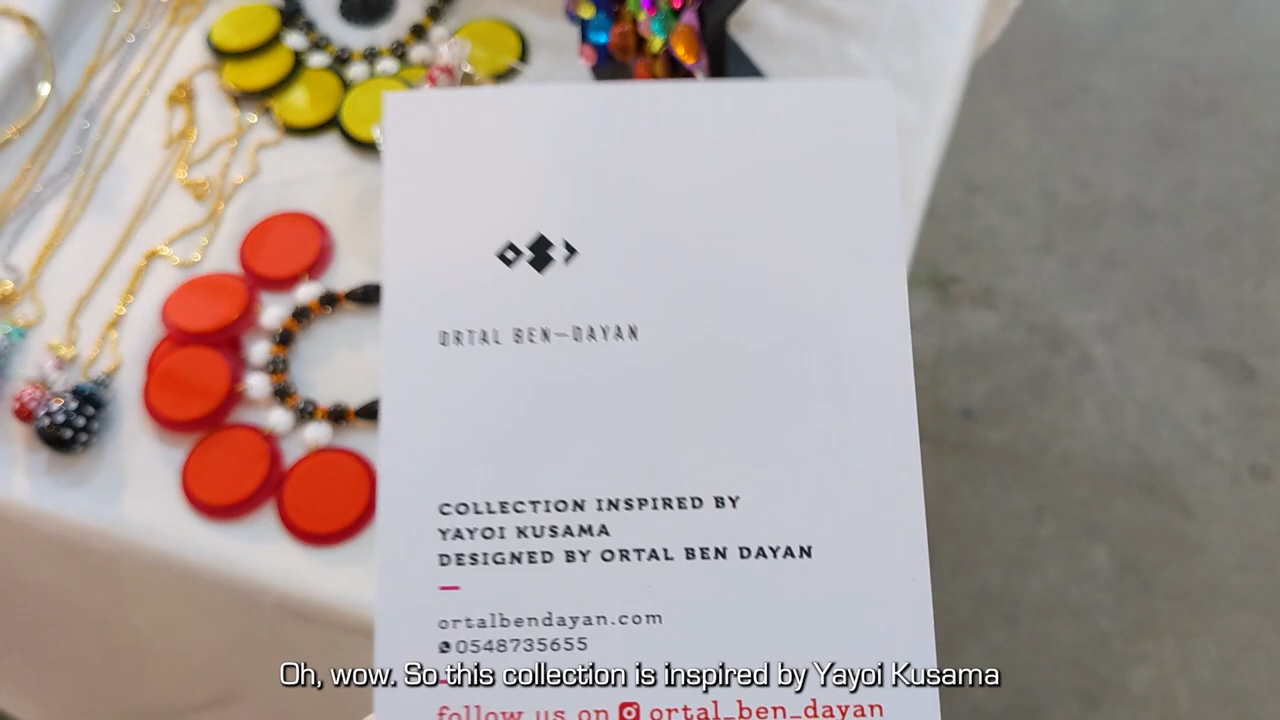 ORTAL BEN-DAYAN
COLLECTION INSPIRED BY
YAYOI KUSAMA
DESIGNED BY ORTAL BEN DAYAN
ortalbendayan.com
0548735655
Oh, wow. So this collection is inspired by Yayoi Kusama
follow us on ortal_ben_dayan